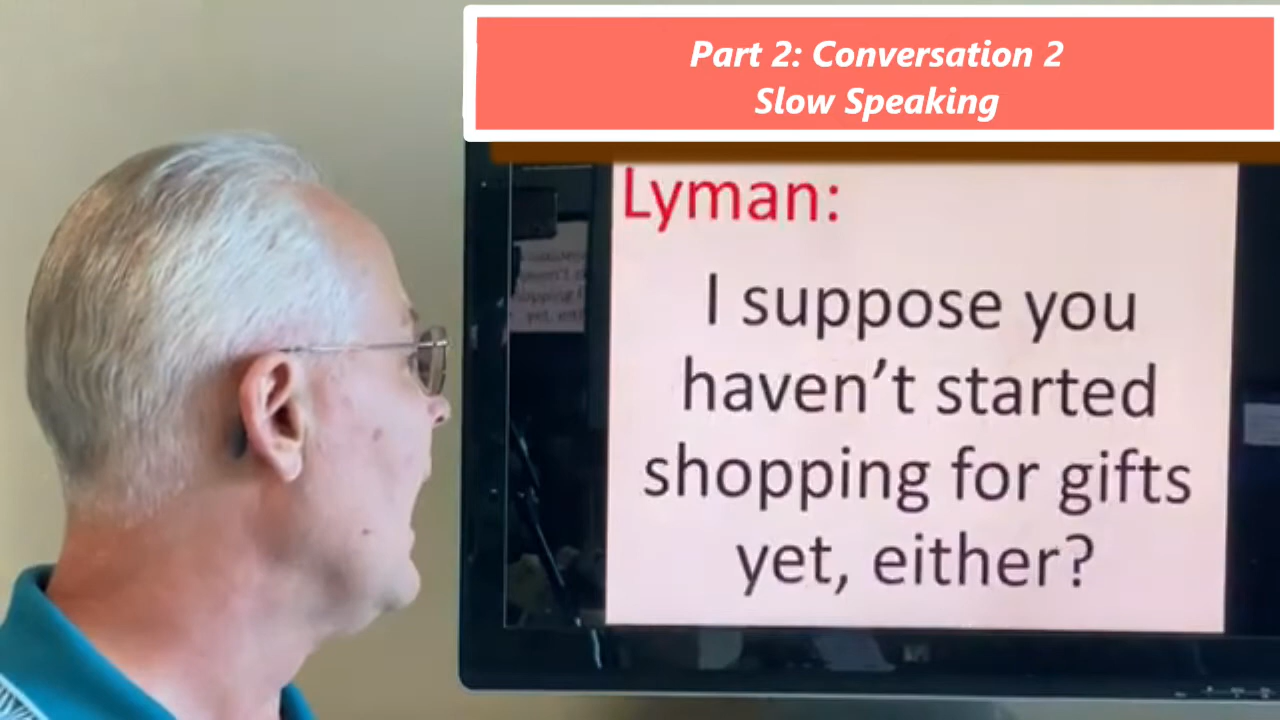 Part 2: Conversation 2
Slow Speaking
Lyman:
I suppose you
haven't started
shopping for gifts
yet, either?